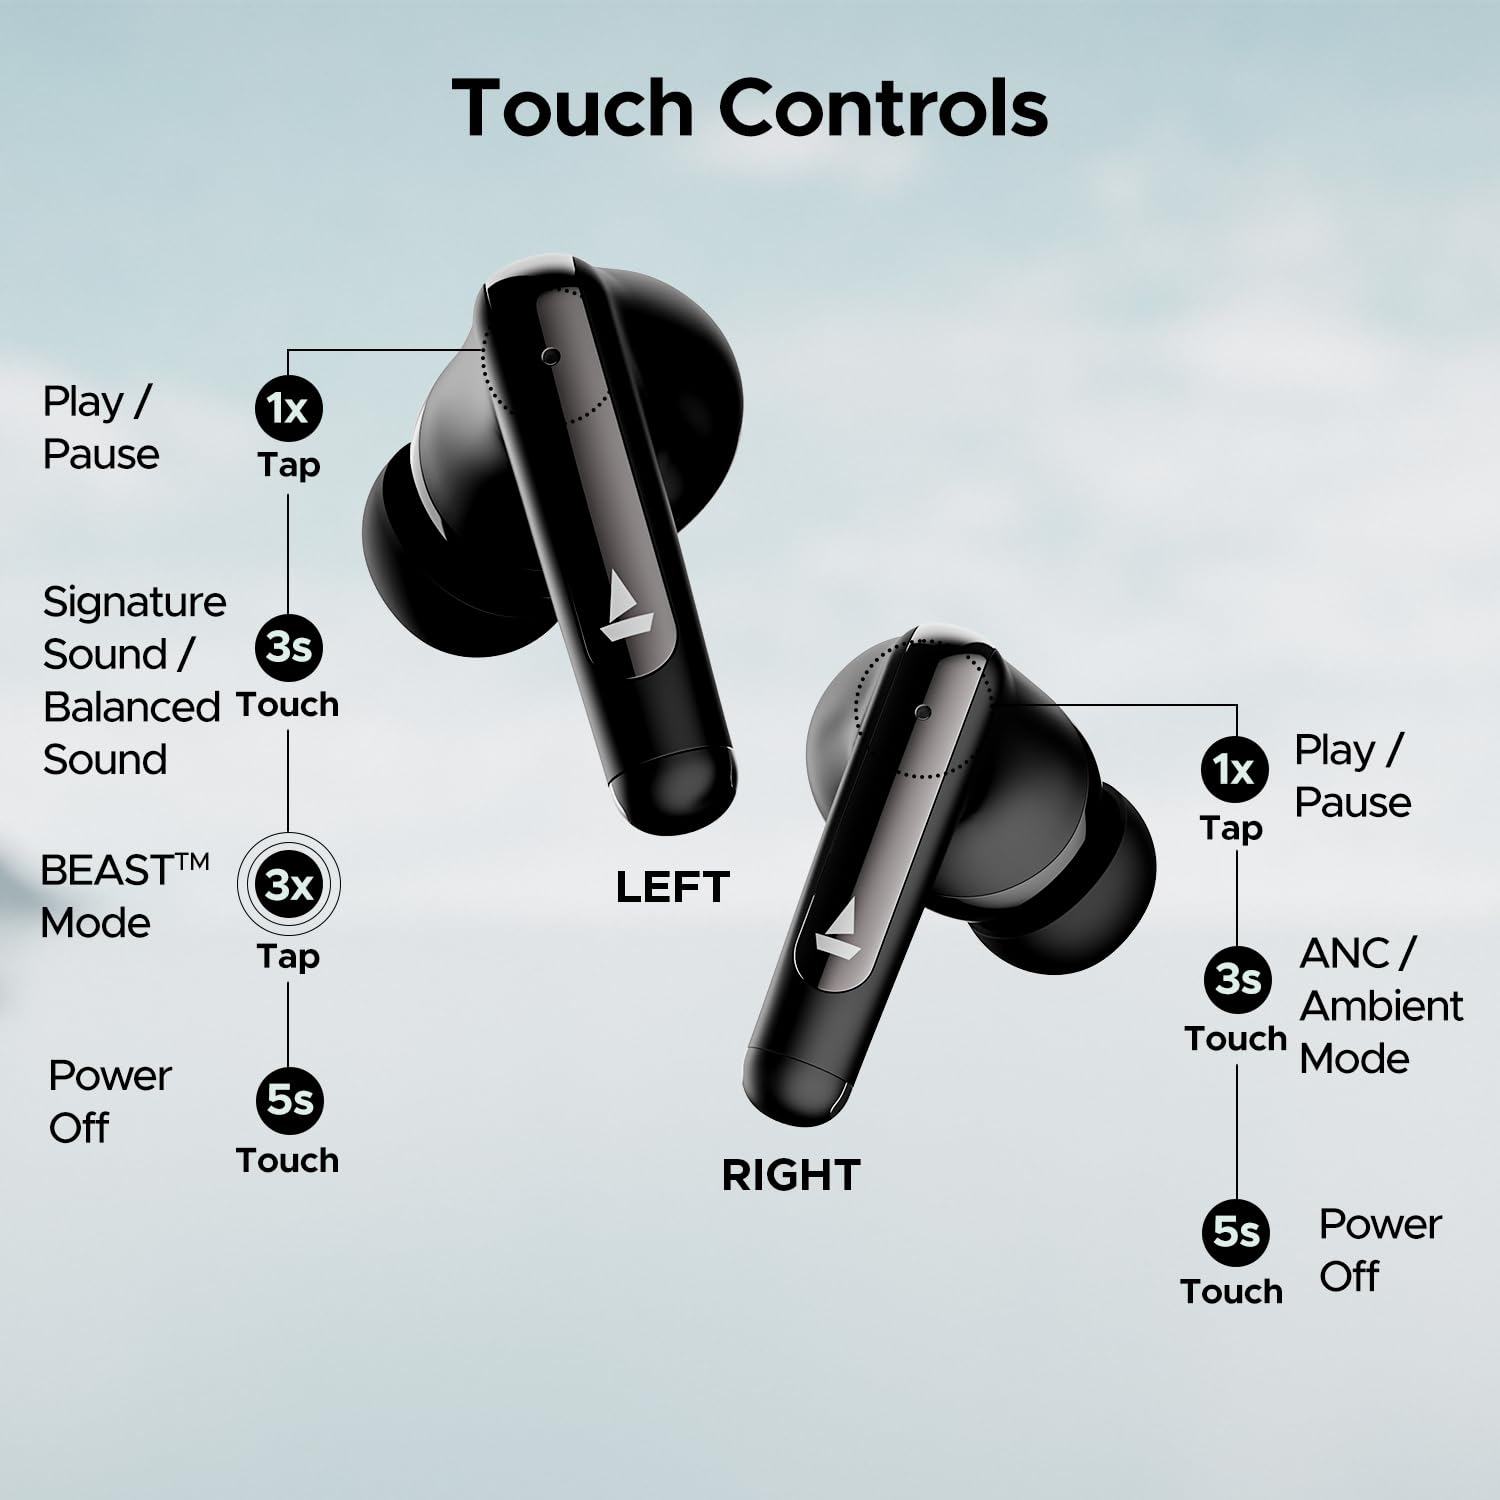 Touch Controls
Play /
Pause
1x
Tap
Signature
Sound /
Balanced
Sound
3s
Touch
BEAST™
Mode
3x
Tap
Power
Off
5s
Touch
LEFT
1x
Tap
Play /
Pause
3s
Touch
ANC /
Ambient
Mode
5s
Touch
Power
Off
RIGHT